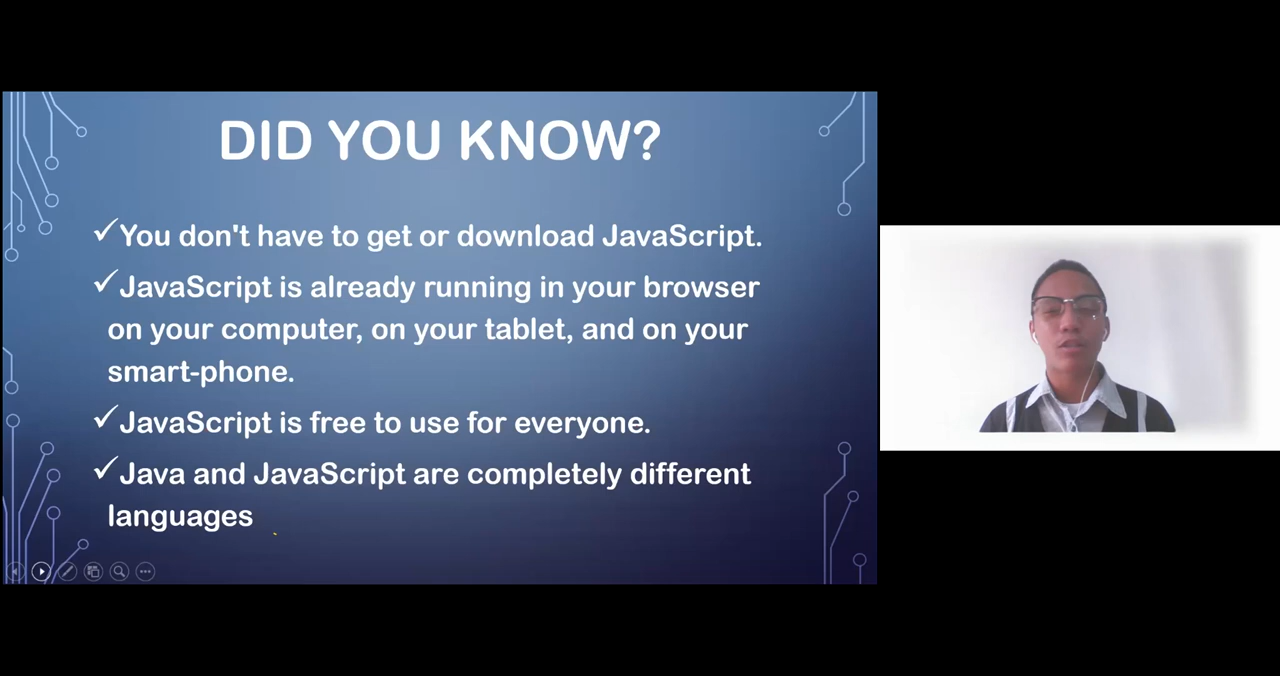 DID YOU KNOW?
✓You don't have to get or download JavaScript.
✓JavaScript is already running in your browser
on your computer, on your tablet, and on your
smart-phone.
✓JavaScript is free to use for everyone.
✓Java and JavaScript are completely different
languages